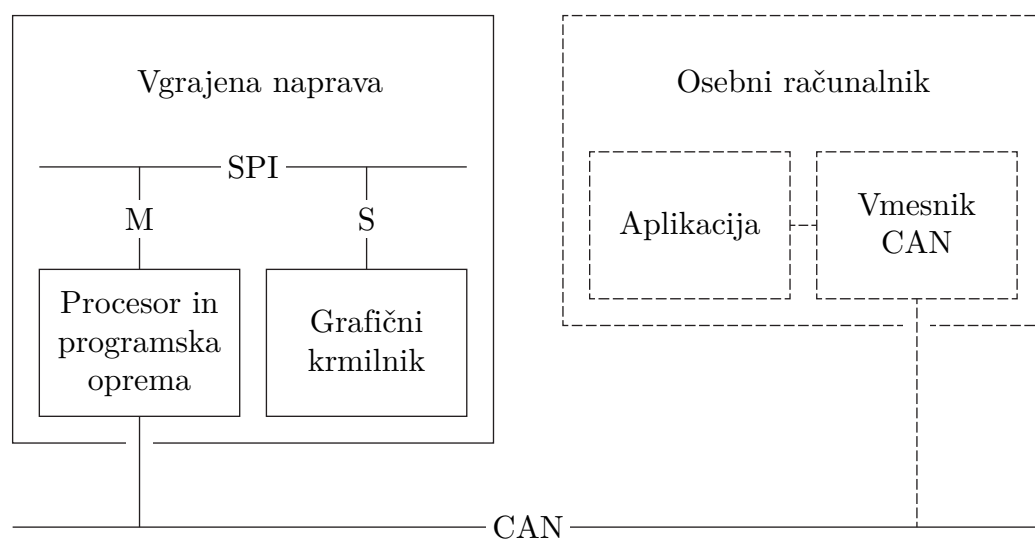 Vgrajena naprava
SPI
M
S
Procesor in
programska
oprema
Grafični
krmilnik
Osebni računalnik
Aplikacija
Vmesnik
CAN
CAN